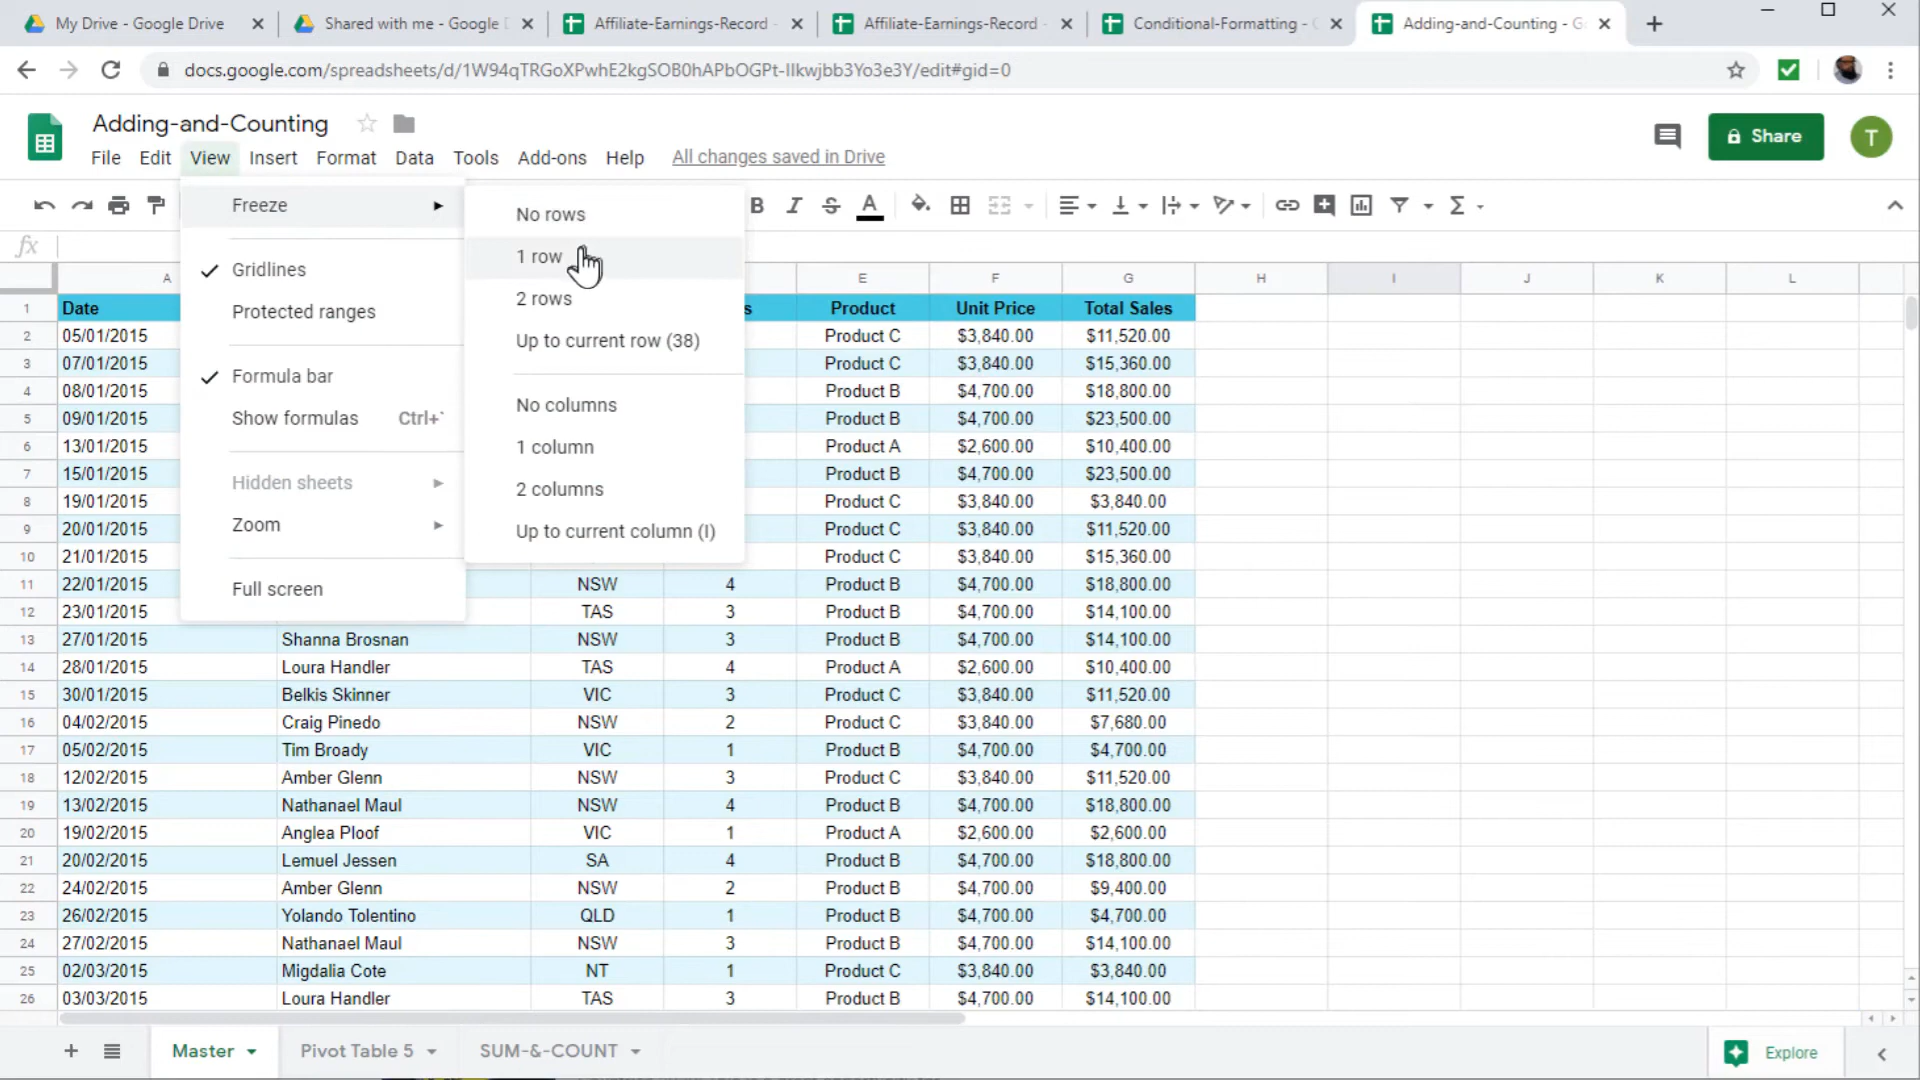 My Drive - Google Drive Shared with me - Google Affiliate-Earnings-Record - Affiliate-Earnings-Record - Conditional-Formatting - Adding-and-Counting -
docs.google.com/spreadsheets/d/1W94qTRGoXPwhE2kgSOB0hAPbOGPt-IIkwjbb3Yo3e3Y/edit#gid=0
Adding-and-Counting
Share
T
File Edit View Insert Format Data Tools Add-ons Help All changes saved in Drive
Freeze
Gridlines
Protected ranges
Formula bar
Show formulas Ctrl+`
Hidden sheets
Zoom
Full screen
No rows
1 row
2 rows
Up to current row (38)
No columns
1 column
2 columns
Up to current column (I)
B I S A Σ
fx
A E F G H I J K L
1 Date s Product Unit Price Total Sales
2 05/01/2015 Product C $3,840.00 $11,520.00
3 07/01/2015 Product C $3,840.00 $15,360.00
4 08/01/2015 Product B $4,700.00 $18,800.00
5 09/01/2015 Product B $4,700.00 $23,500.00
6 13/01/2015 Product A $2,600.00 $10,400.00
7 15/01/2015 Product B $4,700.00 $23,500.00
8 19/01/2015 Product C $3,840.00 $3,840.00
9 20/01/2015 Product C $3,840.00 $11,520.00
10 21/01/2015 Product C $3,840.00 $15,360.00
11 22/01/2015 NSW 4 Product B $4,700.00 $18,800.00
12 23/01/2015 TAS 3 Product B $4,700.00 $14,100.00
13 27/01/2015 Shanna Brosnan NSW 3 Product B $4,700.00 $14,100.00
14 28/01/2015 Loura Handler TAS 4 Product A $2,600.00 $10,400.00
15 30/01/2015 Belkis Skinner VIC 3 Product C $3,840.00 $11,520.00
16 04/02/2015 Craig Pinedo NSW 2 Product C $3,840.00 $7,680.00
17 05/02/2015 Tim Broady VIC 1 Product B $4,700.00 $4,700.00
18 12/02/2015 Amber Glenn NSW 3 Product C $3,840.00 $11,520.00
19 13/02/2015 Nathanael Maul NSW 4 Product B $4,700.00 $18,800.00
20 19/02/2015 Anglea Ploof VIC 1 Product A $2,600.00 $2,600.00
21 20/02/2015 Lemuel Jessen SA 4 Product B $4,700.00 $18,800.00
22 24/02/2015 Amber Glenn NSW 2 Product B $4,700.00 $9,400.00
23 26/02/2015 Yolando Tolentino QLD 1 Product B $4,700.00 $4,700.00
24 27/02/2015 Nathanael Maul NSW 3 Product B $4,700.00 $14,100.00
25 02/03/2015 Migdalia Cote NT 1 Product C $3,840.00 $3,840.00
26 03/03/2015 Loura Handler TAS 3 Product B $4,700.00 $14,100.00
Master Pivot Table 5 SUM-&-COUNT Explore